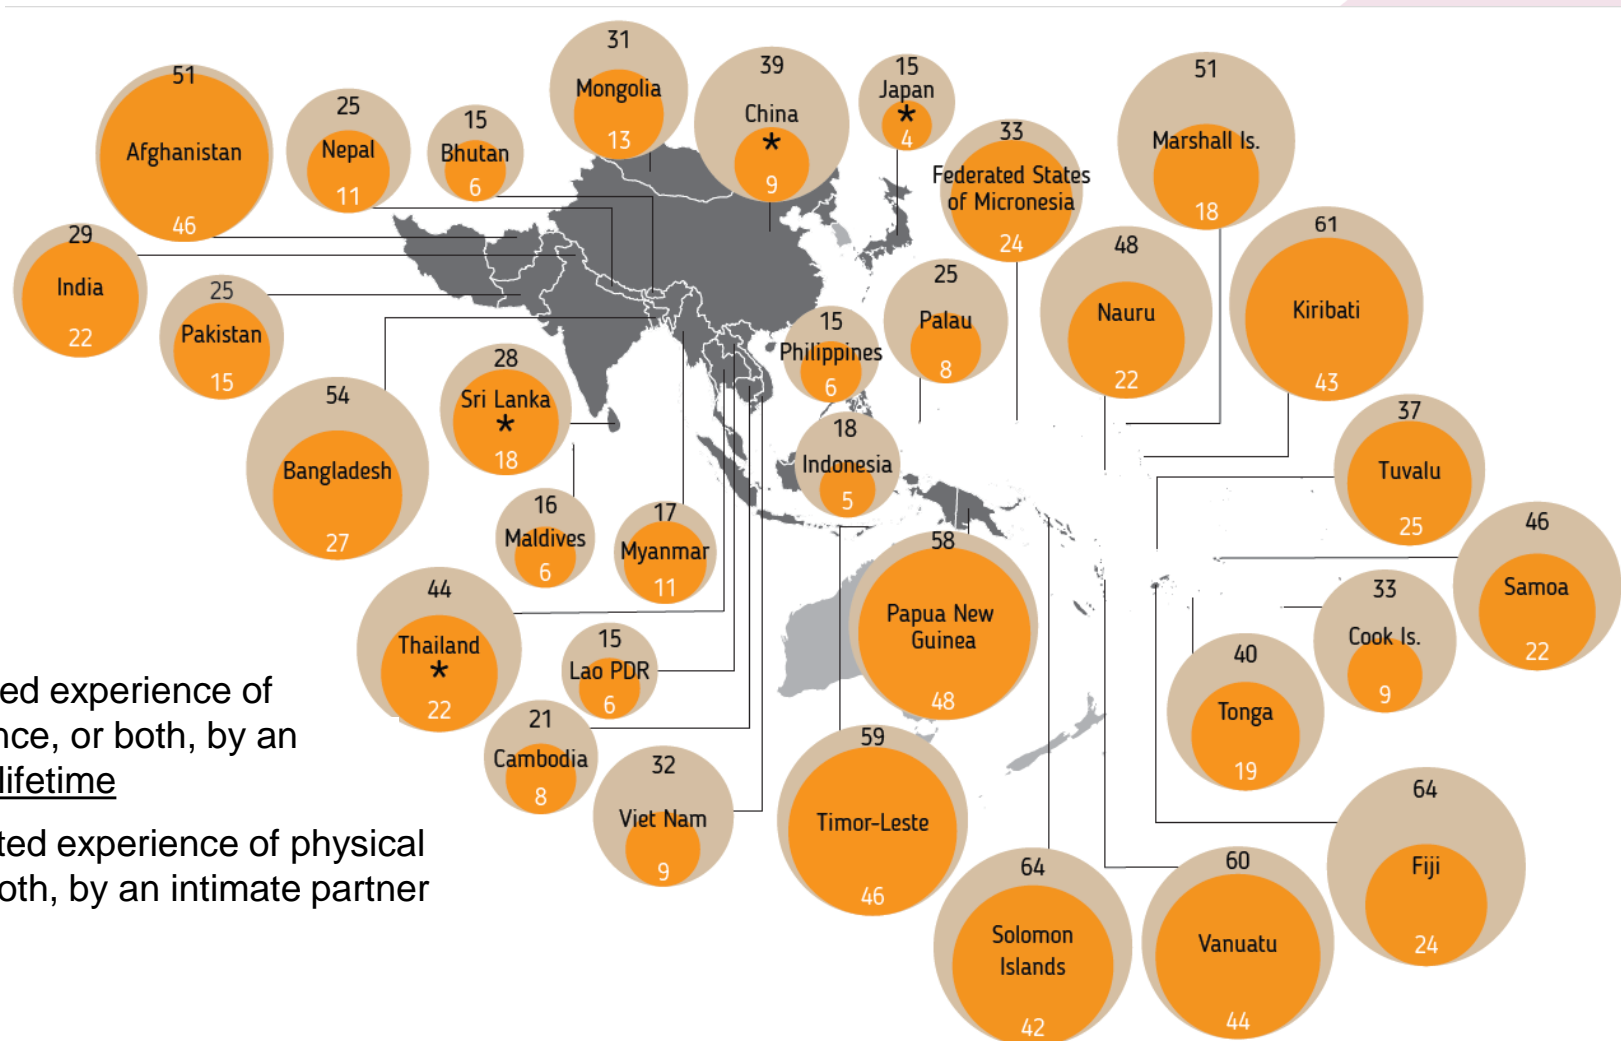 51
Afghanistan
46
25
Nepal
11
15
Bhutan
6
31
Mongolia
13
39
China
*
9
15
Japan
*
4
33
Federated States
of Micronesia
24
51
Marshall Is.
18
29
India
22
25
Pakistan
15
15
Philippines
6
25
Palau
8
48
Nauru
22
61
Kiribati
43
54
Bangladesh
27
28
Sri Lanka
*
18
18
Indonesia
5
37
Tuvalu
25
16
Maldives
6
17
Myanmar
11
58
Papua New
Guinea
48
46
Samoa
22
44
Thailand
*
22
15
Lao PDR
6
33
Cook Is.
9
40
Tonga
19
21
Cambodia
8
32
Viet Nam
9
59
Timor-Leste
46
64
Solomon
Islands
42
60
Vanuatu
44
64
Fiji
24
ed experience of
nce, or both, by an
lifetime
ted experience of physical
oth, by an intimate partner